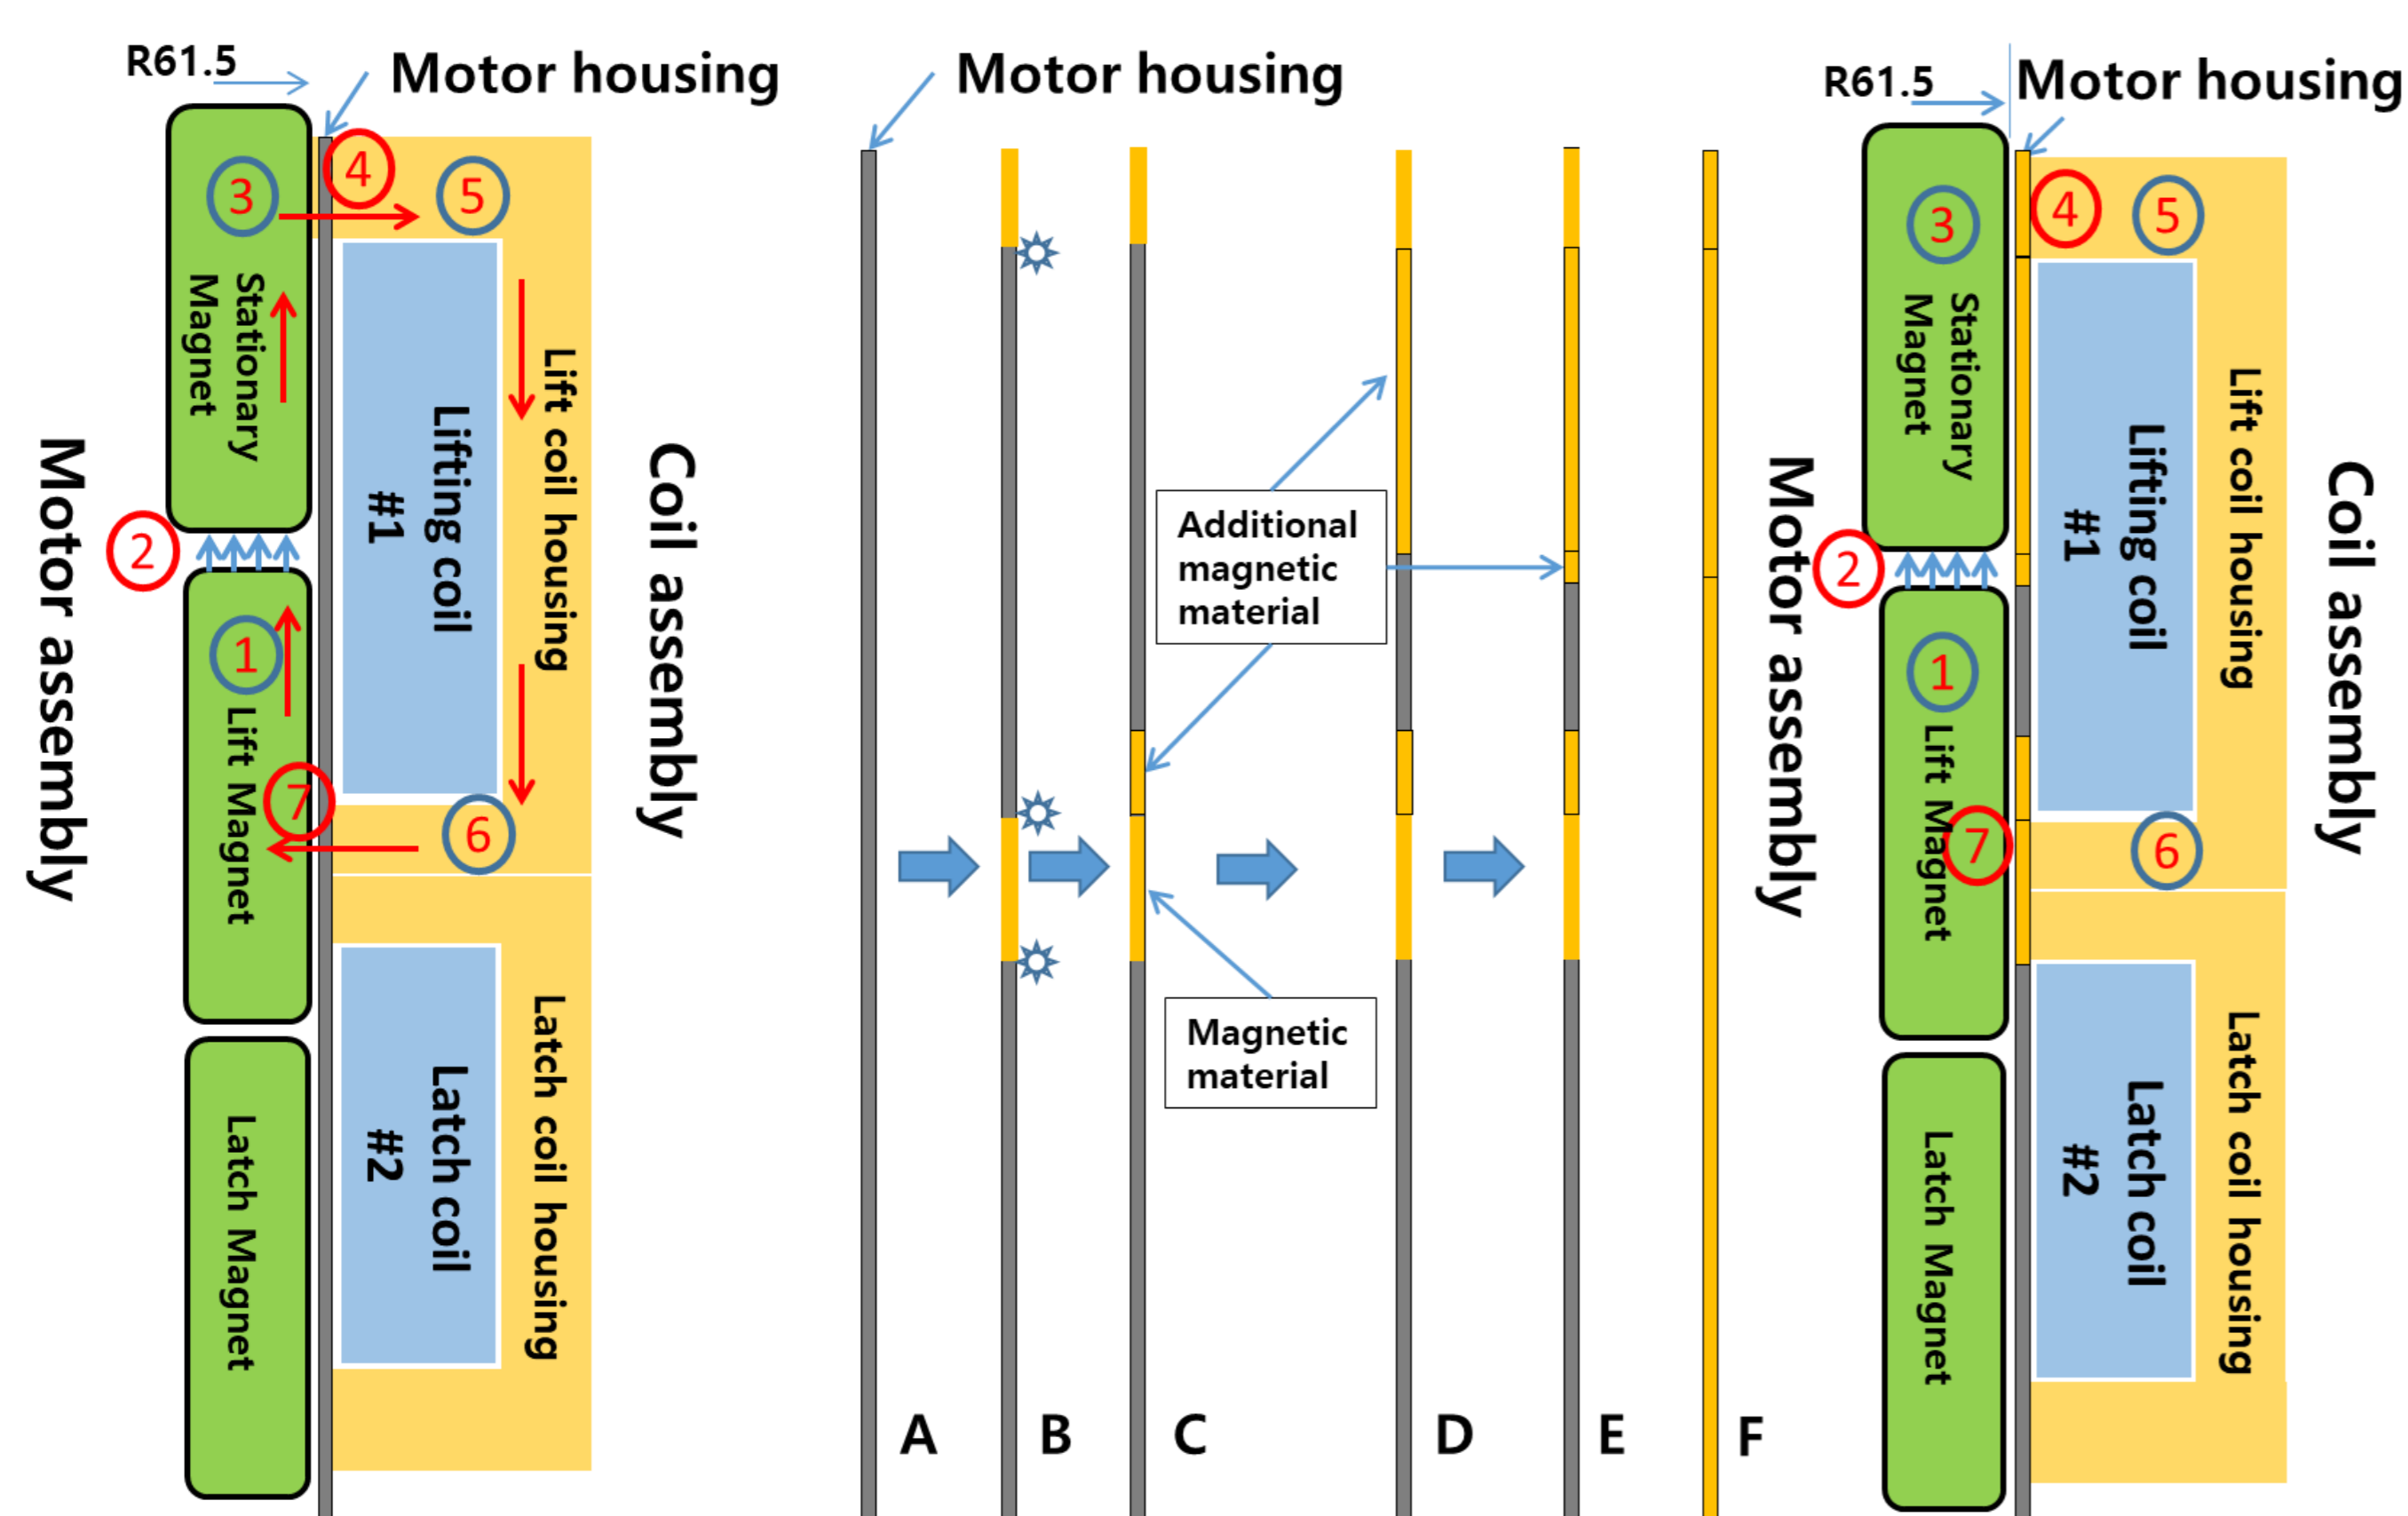 R61.5
Motor housing
4
3
5
Stationary
Magnet
Lifting coil
#1
Lift coil housing
Motor assembly
Coil assembly
2
1
Lift Magnet
7
6
Latch Magnet
Latch coil
#2
Latch coil housing
Motor housing
Additional
magnetic
material
Magnetic
material
A
B
C
D
E
F
R61.5
Motor housing
4
3
5
Stationary
Magnet
Lifting coil
#1
Lift coil housing
Motor assembly
Coil assembly
2
1
Lift Magnet
7
6
Latch Magnet
Latch coil
#2
Latch coil housing